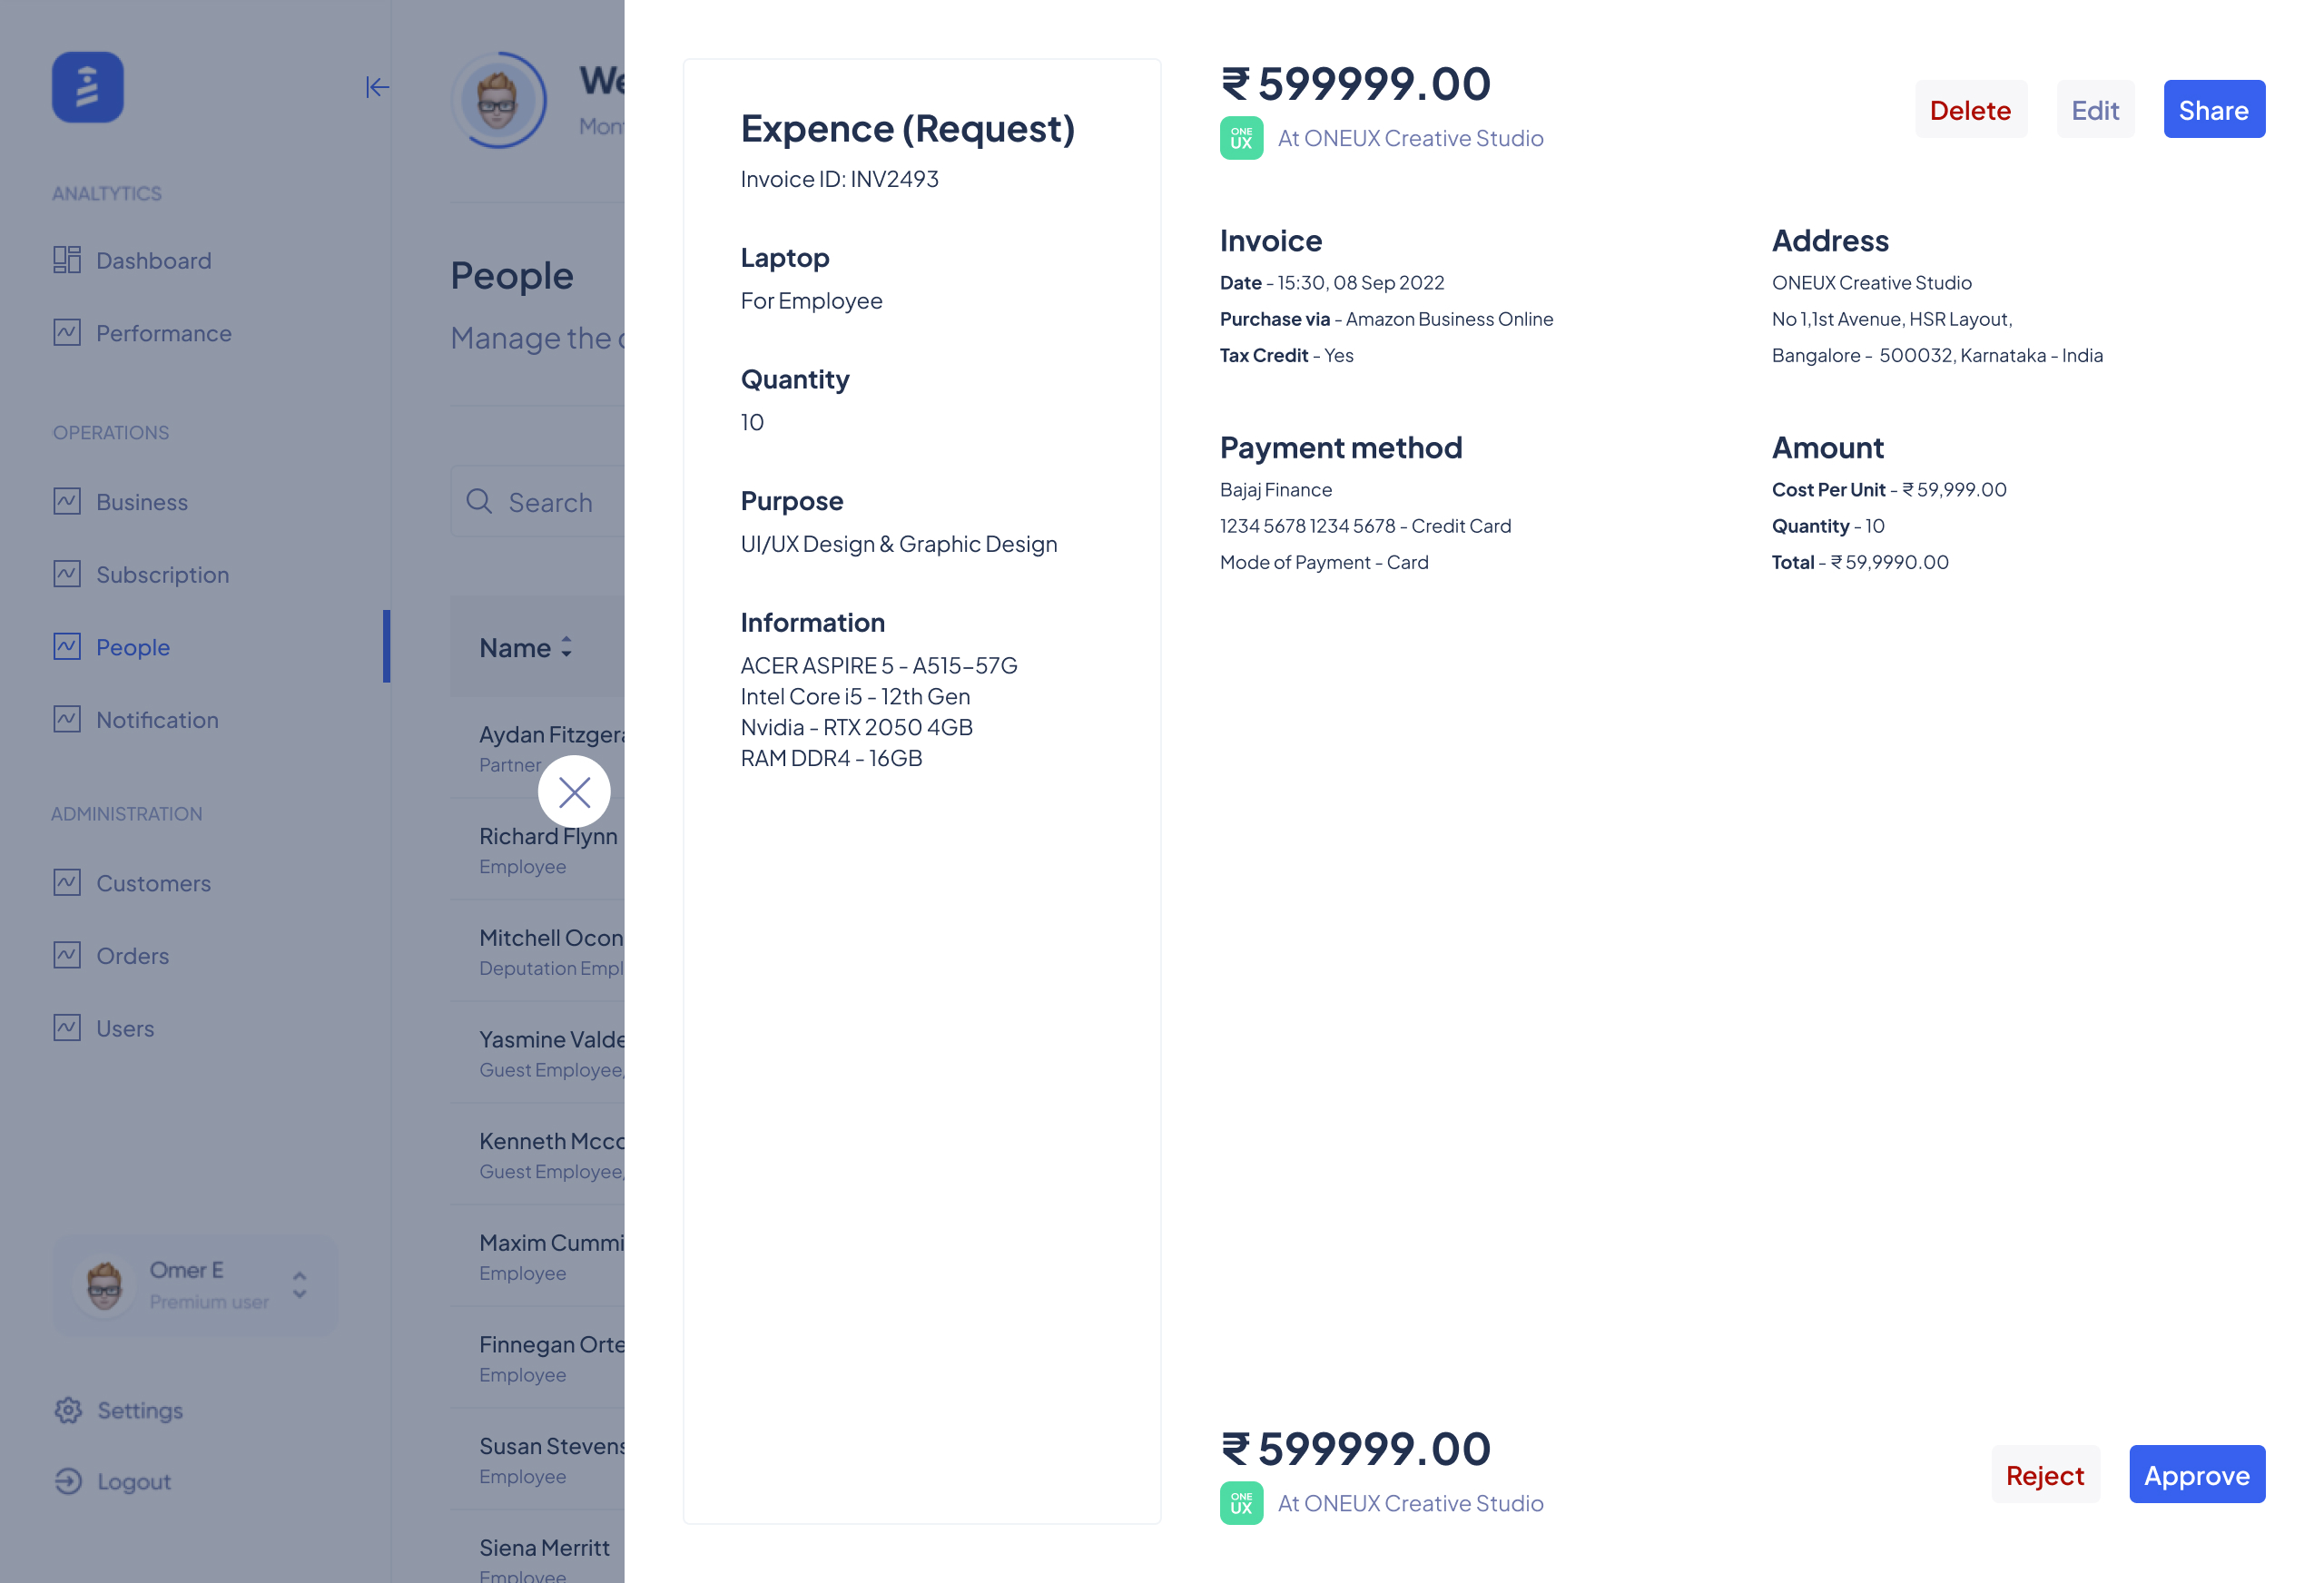 ANALTYTICS
Dashboard
Performance
OPERATIONS
Business
Subscription
People
Notification
ADMINISTRATION
Customers
Orders
Users
Omer E
Premium user
Settings
Logout
We
Mon
People
Manage the
Search
Name
Aydan Fitzger
Partner
Richard Flynn
Employee
Mitchell Ocon
Deputation Empl
Yasmine Valde
Guest Employee,
Kenneth Mcco
Guest Employee,
Maxim Cummi
Employee
Finnegan Orte
Employee
Susan Stevens
Employee
Siena Merritt
Employee
Expence (Request)
Invoice ID: INV2493
Laptop
For Employee
Quantity
10
Purpose
UI/UX Design & Graphic Design
Information
ACER ASPIRE 5 - A515–57G
Intel Core i5 - 12th Gen
Nvidia - RTX 2050 4GB
RAM DDR4 - 16GB
₹ 599999.00
ONE
UX
At ONEUX Creative Studio
Delete
Edit
Share
Invoice
Date - 15:30, 08 Sep 2022
Purchase via - Amazon Business Online
Tax Credit - Yes
Address
ONEUX Creative Studio
No 1,1st Avenue, HSR Layout,
Bangalore - 500032, Karnataka - India
Payment method
Bajaj Finance
1234 5678 1234 5678 - Credit Card
Mode of Payment - Card
Amount
Cost Per Unit - ₹ 59,999.00
Quantity - 10
Total - ₹ 59,9990.00
₹ 599999.00
ONE
UX
At ONEUX Creative Studio
Reject
Approve